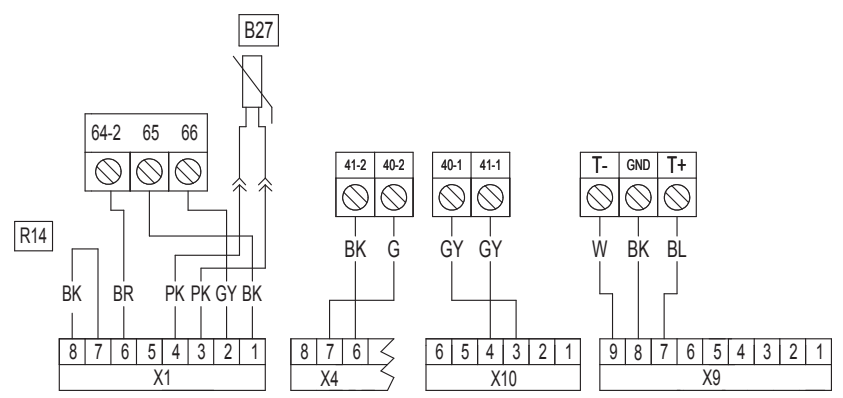 B27
64-2 65 66
41-2 40-2 40-1 41-1 T- GND T+
R14
BK G GY GY W BK BL
BK BR PK PK GY BK
8 7 6 5 4 3 2 1
8 7 6
6 5 4 3 2 1
9 8 7 6 5 4 3 2 1
X1 X4 X10 X9